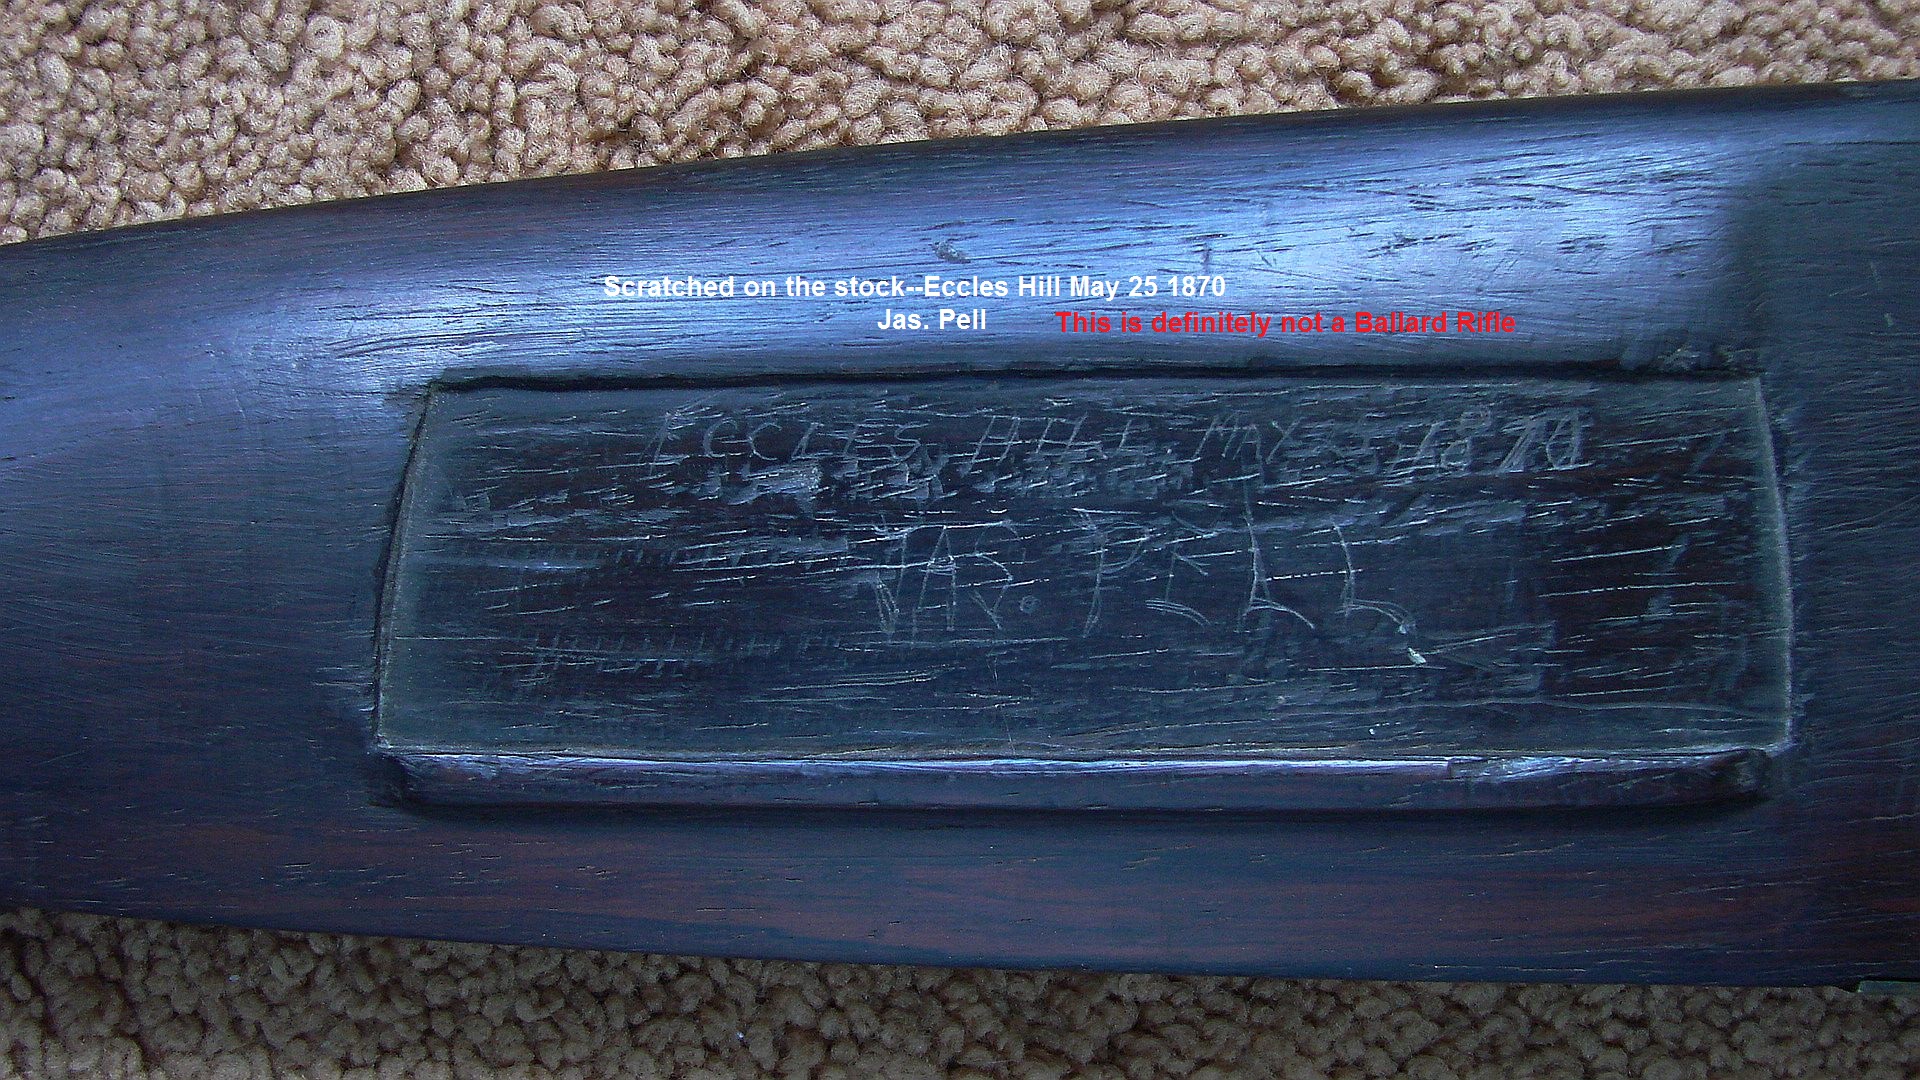 Scratched on the stock--Eccles Hill May 25 1870
Jas. Pell
This is definitely not a Ballard Rifle
ECCLES HILL MAY 25 1870
JAS. PELL